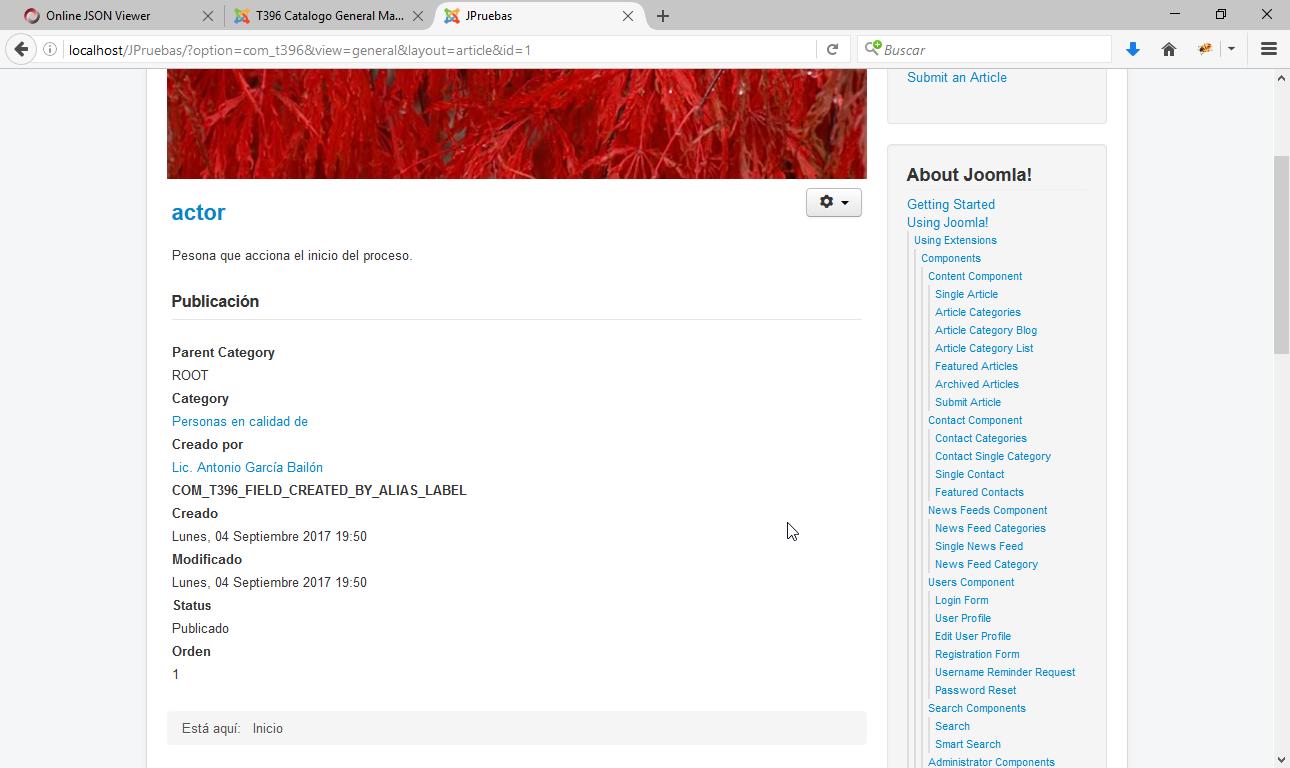 Online JSON Viewer
T396 Catalogo General Ma...
JPruebas
localhost/JPruebas/?option=com_t396&view=general&layout=article&id=1
Buscar
actor
Pesona que acciona el inicio del proceso.
Publicación
Parent Category
ROOT
Category
Personas en calidad de
Creado por
Lic. Antonio García Bailón
COM_T396_FIELD_CREATED_BY_ALIAS_LABEL
Creado
Lunes, 04 Septiembre 2017 19:50
Modificado
Lunes, 04 Septiembre 2017 19:50
Status
Publicado
Orden
1
Está aquí: Inicio
Submit an Article
About Joomla!
Getting Started
Using Joomla!
Using Extensions
Components
Content Component
Single Article
Article Categories
Article Category Blog
Article Category List
Featured Articles
Archived Articles
Submit Article
Contact Component
Contact Categories
Contact Single Category
Single Contact
Featured Contacts
News Feeds Component
News Feed Categories
Single News Feed
News Feed Category
Users Component
Login Form
User Profile
Edit User Profile
Registration Form
Username Reminder Request
Password Reset
Search Components
Search
Smart Search
Administrator Components